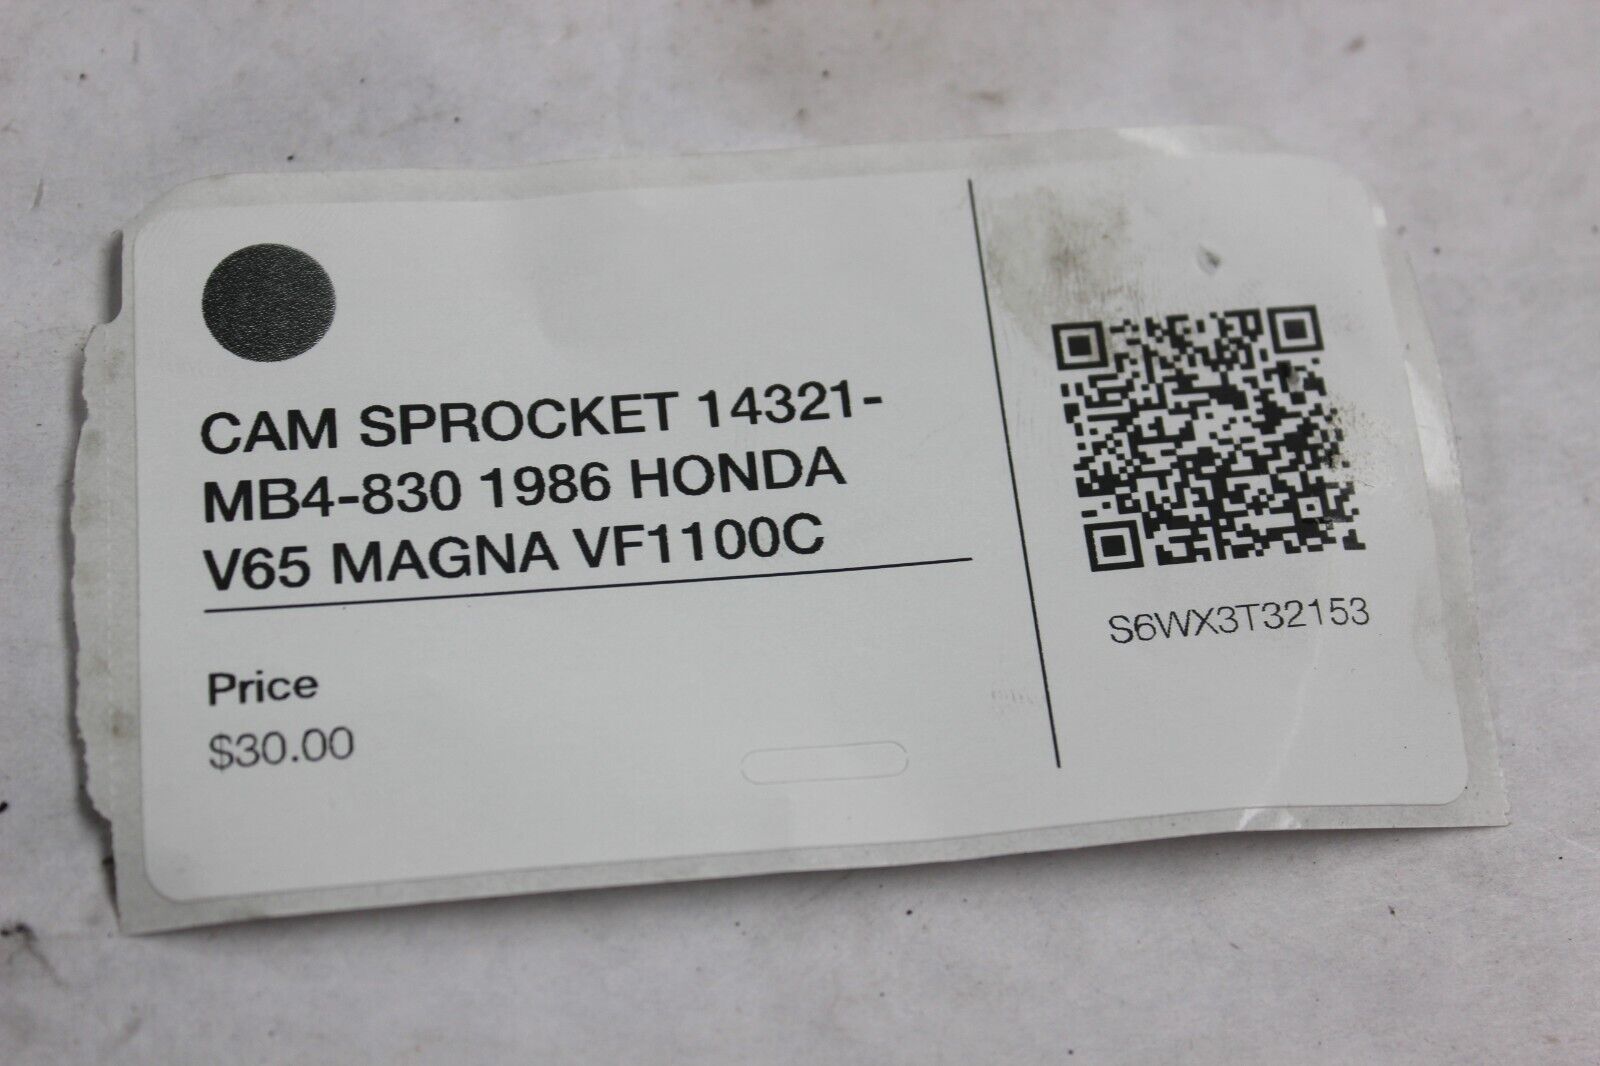 CAM SPROCKET 14321-
MB4-830 1986 HONDA
V65 MAGNA VF1100C
Price
$30.00
S6WX3T32153